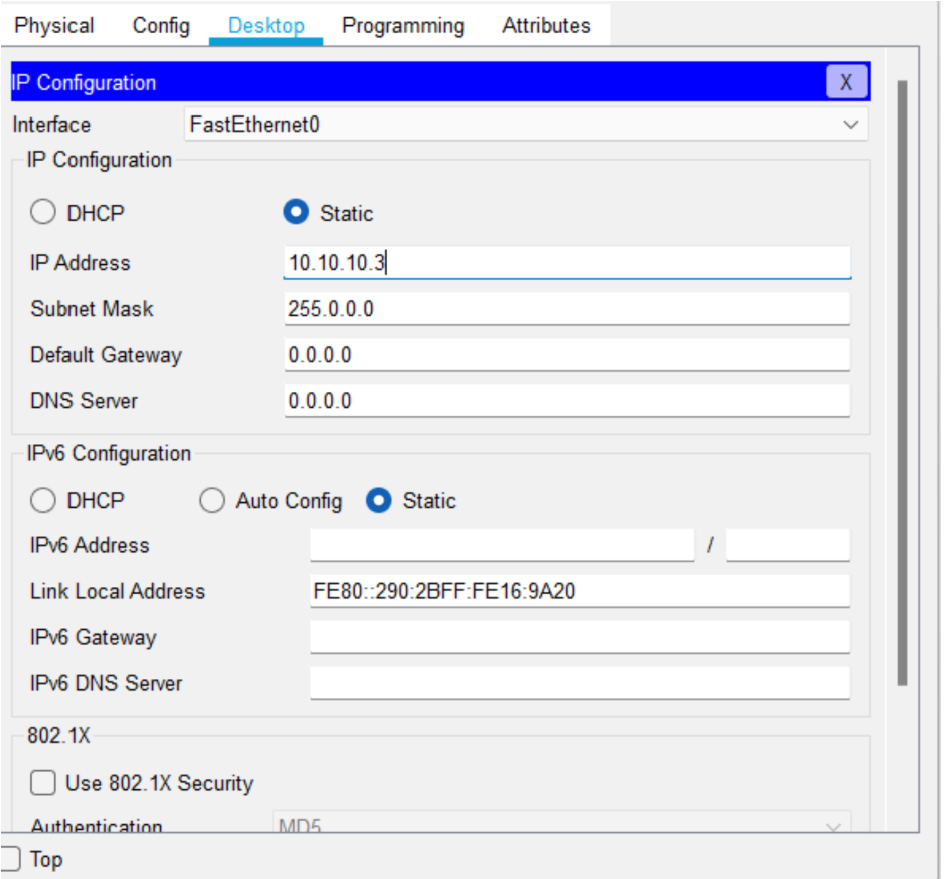 Physical Config Desktop Programming Attributes
IP Configuration X
Interface FastEthernet0
IP Configuration
DHCP Static
IP Address 10.10.10.3
Subnet Mask 255.0.0.0
Default Gateway 0.0.0.0
DNS Server 0.0.0.0
IPv6 Configuration
DHCP Auto Config Static
IPv6 Address /
Link Local Address FE80::290:2BFF:FE16:9A20
IPv6 Gateway
IPv6 DNS Server
802.1X
Use 802.1X Security
Authentication MD5
Top